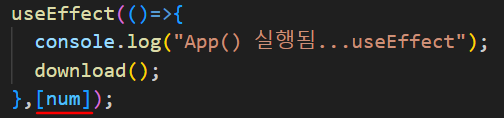 useEffect(()=>{
console.log("App() 실행됨...useEffect");
download();
},[num]);